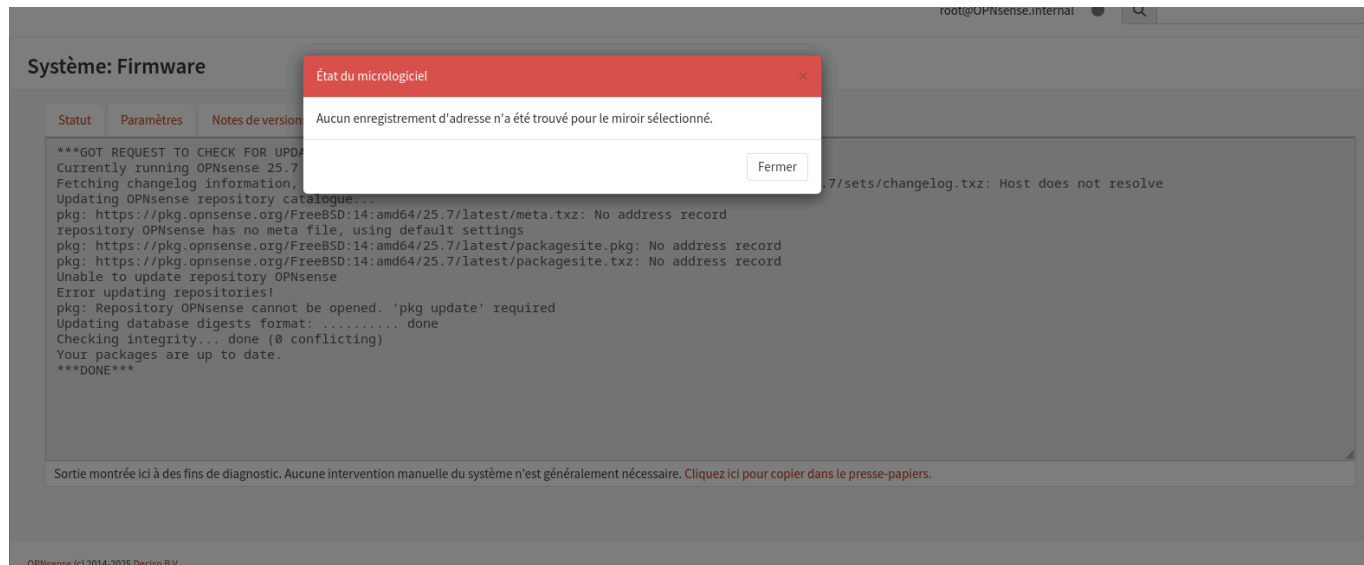 root@OPNsense.internal
Système: Firmware
État du micrologiciel
×
Statut
Paramètres
Notes de version
Aucun enregistrement d'adresse n'a été trouvé pour le miroir sélectionné.
Fermer
***GOT REQUEST TO CHECK FOR UPDA
Currently running OPNsense 25.7
Fetching changelog information, .7/sets/changelog.txz: Host does not resolve
Updating OPNsense repository catalogue...
pkg: https://pkg.opnsense.org/FreeBSD:14:amd64/25.7/latest/meta.txz: No address record
repository OPNsense has no meta file, using default settings
pkg: https://pkg.opnsense.org/FreeBSD:14:amd64/25.7/latest/packagesite.pkg: No address record
pkg: https://pkg.opnsense.org/FreeBSD:14:amd64/25.7/latest/packagesite.txz: No address record
Unable to update repository OPNsense
Error updating repositories!
pkg: Repository OPNsense cannot be opened. 'pkg update' required
Updating database digests format: .......... done
Checking integrity... done (0 conflicting)
Your packages are up to date.
***DONE***
Sortie montrée ici à des fins de diagnostic. Aucune intervention manuelle du système n'est généralement nécessaire. Cliquez ici pour copier dans le presse-papiers.
OPNsense (c) 2014-2025 Deciso B.V.